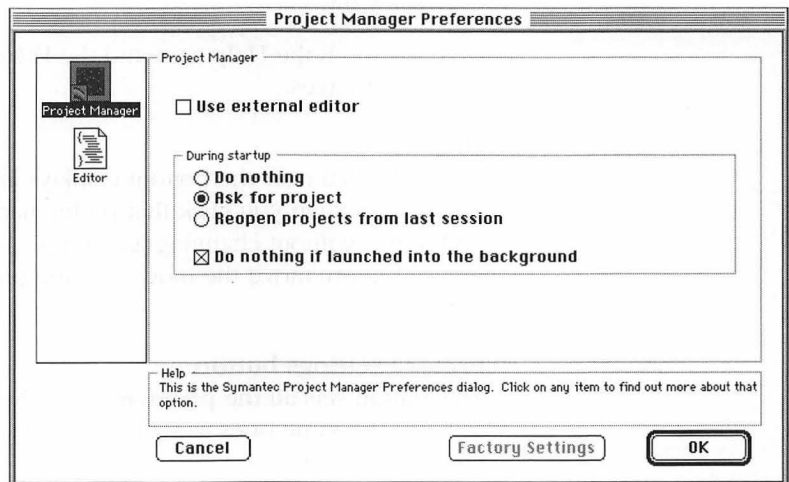 Project Manager Preferences
Project Manager
Editor
Project Manager
Use external editor
During startup
Do nothing
Ask for project
Reopen projects from last session
Do nothing if launched into the background
Help
This is the Symantec Project Manager Preferences dialog. Click on any item to find out more about that
option.
Cancel
Factory Settings
OK